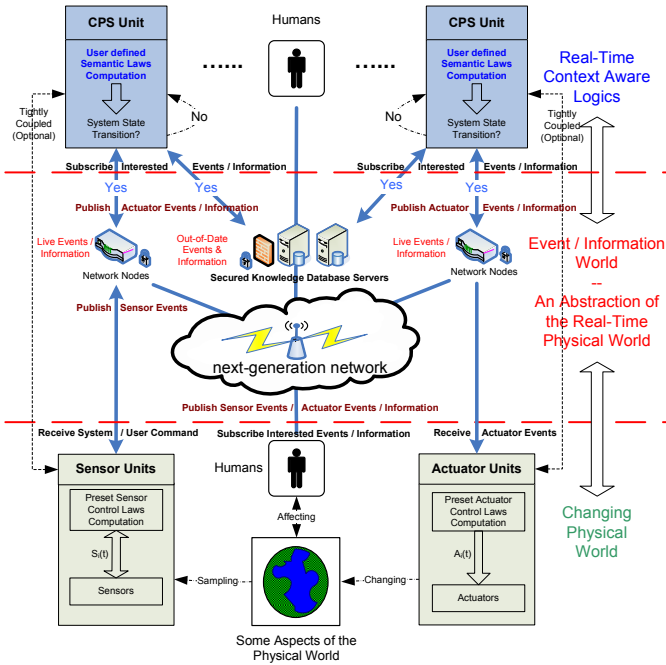 CPS Unit
Humans
CPS Unit
User defined
Semantic Laws
Computation
......
......
User defined
Semantic Laws
Computation
Real-Time
Context Aware
Logics
Tightly
Coupled
(Optional)
No
No
Tightly
Coupled
(Optional)
System State
Transition?
System State
Transition?
Subscribe Interested Events / Information
Subscribe Interested Events / Information
Yes
Yes
Yes
Yes
Publish Actuator Events / Information
Publish Actuator Events / Information
Live Events /
Information
Out-of-Date
Events &
Information
Live Events /
Information
Network Nodes
Secured Knowledge Database Servers
Network Nodes
Event / Information
World
--
An Abstraction of
the Real-Time
Physical World
Publish
Sensor Events
next-generation network
Publish Sensor Events / Actuator Events / Information
Receive System / User Command
Subscribe Interested Events / Information
Receive Actuator Events
Sensor Units
Humans
Actuator Units
Preset Sensor
Control Laws
Computation
Preset Actuator
Control Laws
Computation
Changing
Physical
World
Affecting
Sᵢ(t)
Aᵢ(t)
Sampling
Changing
Sensors
Actuators
Some Aspects of the
Physical World